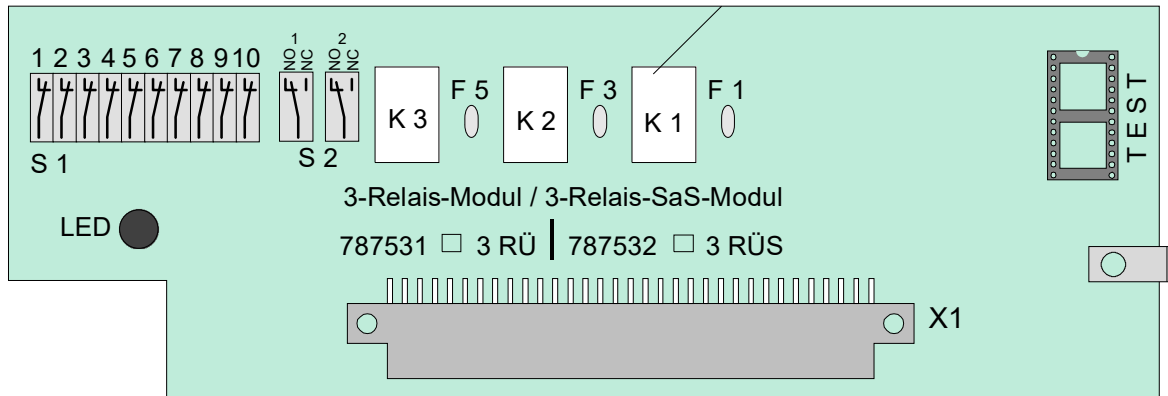 1 2 3 4 5 6 7 8 9 10
NO 1 NC
NO 2 NC
S 1
S 2
K 3
F 5
K 2
F 3
K 1
F 1
TEST
3-Relais-Modul / 3-Relais-SaS-Modul
LED
787531 □ 3 RÜ | 787532 □ 3 RÜS
X1